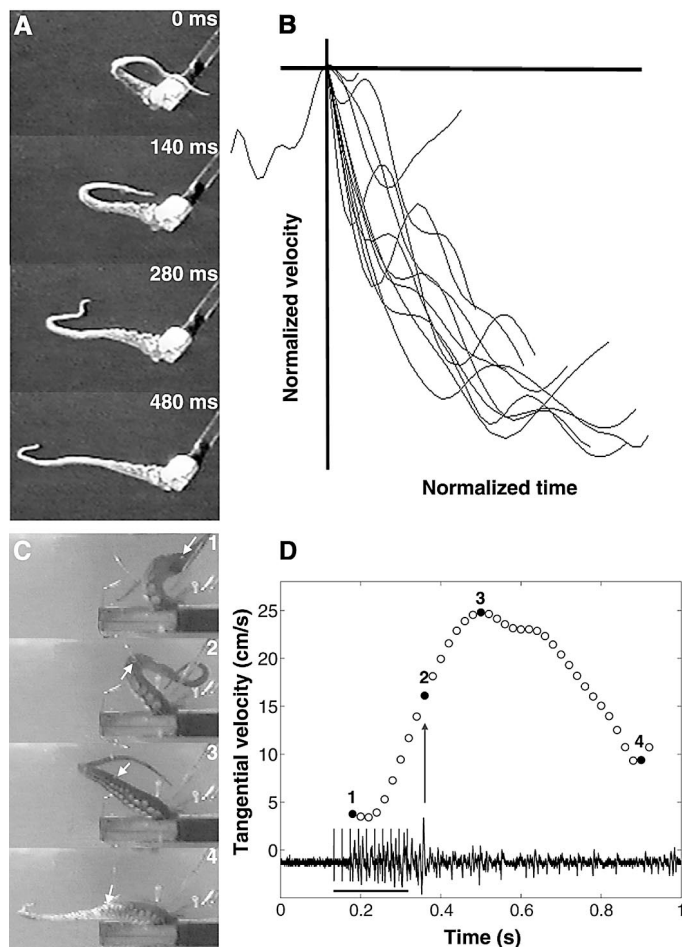 A
0 ms
140 ms
280 ms
480 ms
B
Normalized velocity
Normalized time
C
1
2
3
4
D
Tangential velocity (cm/s)
25
20
15
10
5
0
1
2
3
4
0
0.2
0.4
0.6
0.8
1
Time (s)